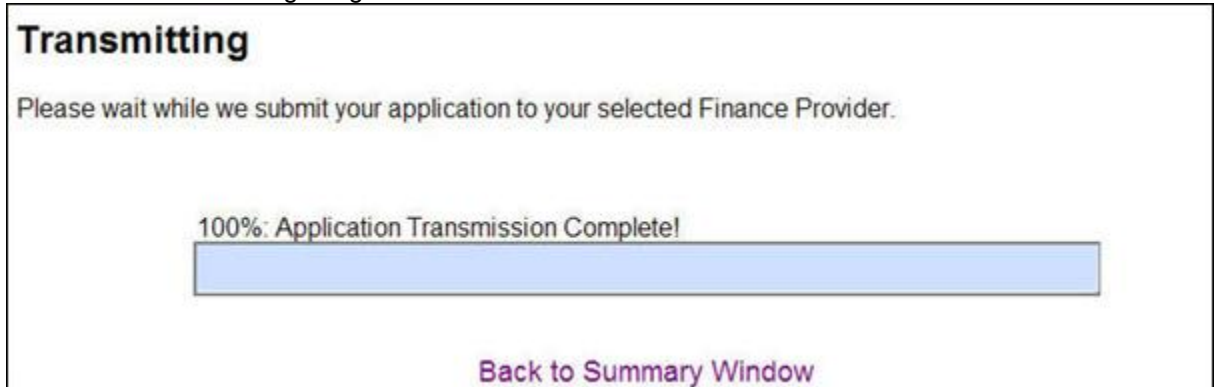 Transmitting
Please wait while we submit your application to your selected Finance Provider.
100%: Application Transmission Complete!
Back to Summary Window